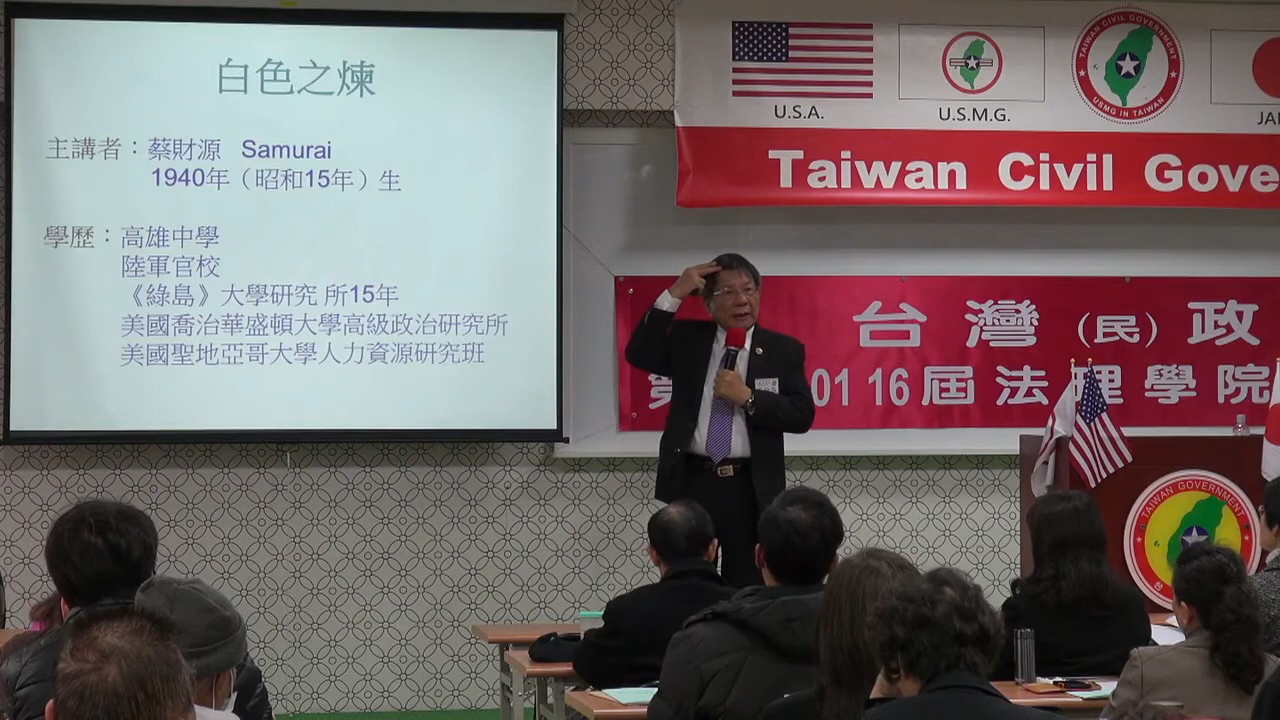 白色之煉
主講者：蔡財源 Samurai
1940年（昭和15年）生
學歷：高雄中學
陸軍官校
《綠島》大學研究 所15年
美國喬治華盛頓大學高級政治研究所
美國聖地亞哥大學人力資源研究班
U.S.A.
U.S.M.G.
TAIWAN CIVIL GOVERNMENT
USMG IN TAIWAN
Taiwan Civil Gove
台灣（民）政
第
01 16屆法理學院
TAIWAN GOVERNMENT